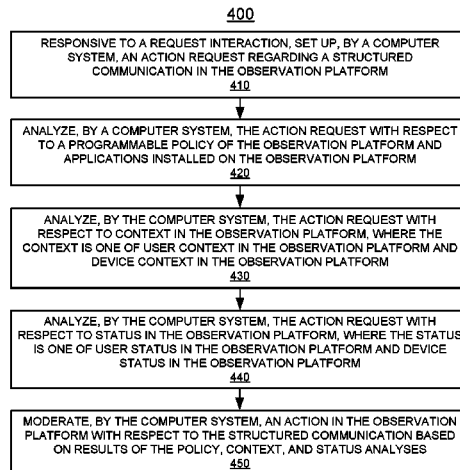 400
RESPONSIVE TO A REQUEST INTERACTION, SET UP, BY A COMPUTER
SYSTEM, AN ACTION REQUEST REGARDING A STRUCTURED
COMMUNICATION IN THE OBSERVATION PLATFORM
410
ANALYZE, BY A COMPUTER SYSTEM, THE ACTION REQUEST WITH RESPECT
TO A PROGRAMMABLE POLICY OF THE OBSERVATION PLATFORM AND
APPLICATIONS INSTALLED ON THE OBSERVATION PLATFORM
420
ANALYZE, BY THE COMPUTER SYSTEM, THE ACTION REQUEST WITH
RESPECT TO CONTEXT IN THE OBSERVATION PLATFORM, WHERE THE
CONTEXT IS ONE OF USER CONTEXT IN THE OBSERVATION PLATFORM AND
DEVICE CONTEXT IN THE OBSERVATION PLATFORM
430
ANALYZE, BY THE COMPUTER SYSTEM, THE ACTION REQUEST WITH
RESPECT TO STATUS IN THE OBSERVATION PLATFORM, WHERE THE STATUS
IS ONE OF USER STATUS IN THE OBSERVATION PLATFORM AND DEVICE
STATUS IN THE OBSERVATION PLATFORM
440
MODERATE, BY THE COMPUTER SYSTEM, AN ACTION IN THE OBSERVATION
PLATFORM WITH RESPECT TO THE STRUCTURED COMMUNICATION BASED
ON RESULTS OF THE POLICY, CONTEXT, AND STATUS ANALYSES
450